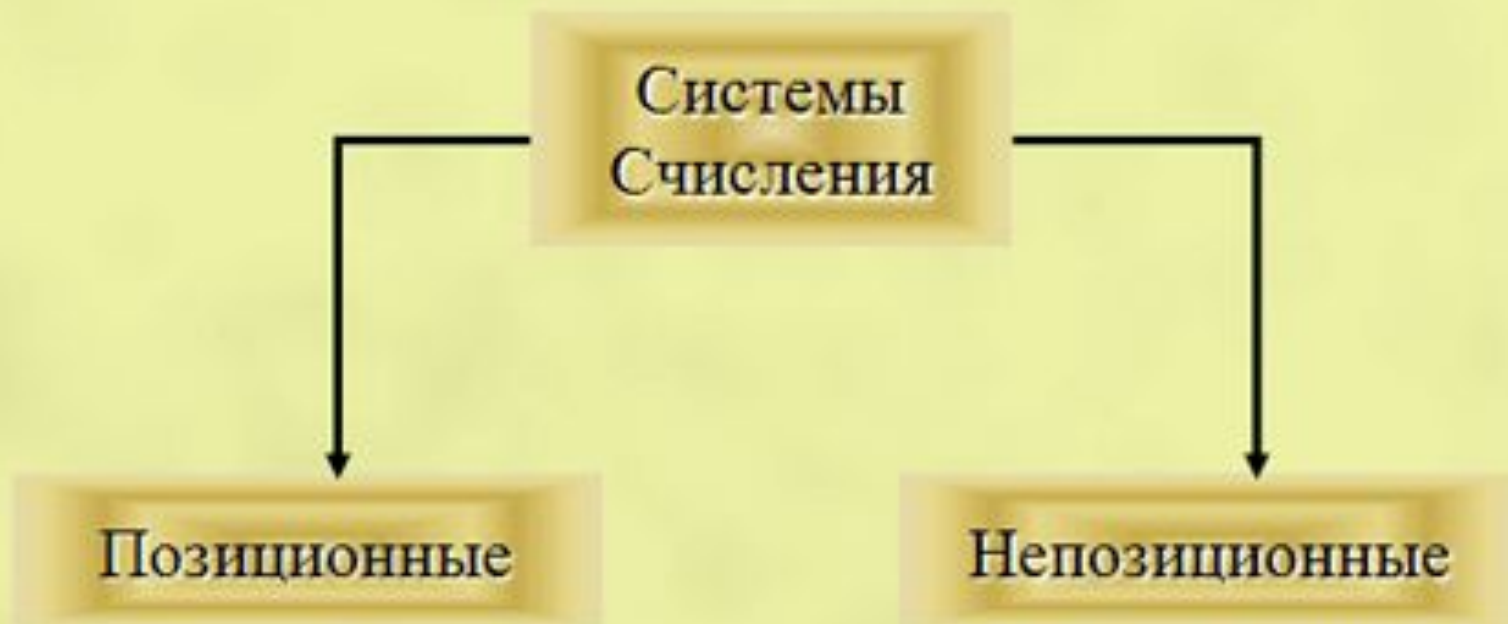 Системы
Счисления
Позиционные
Непозиционные